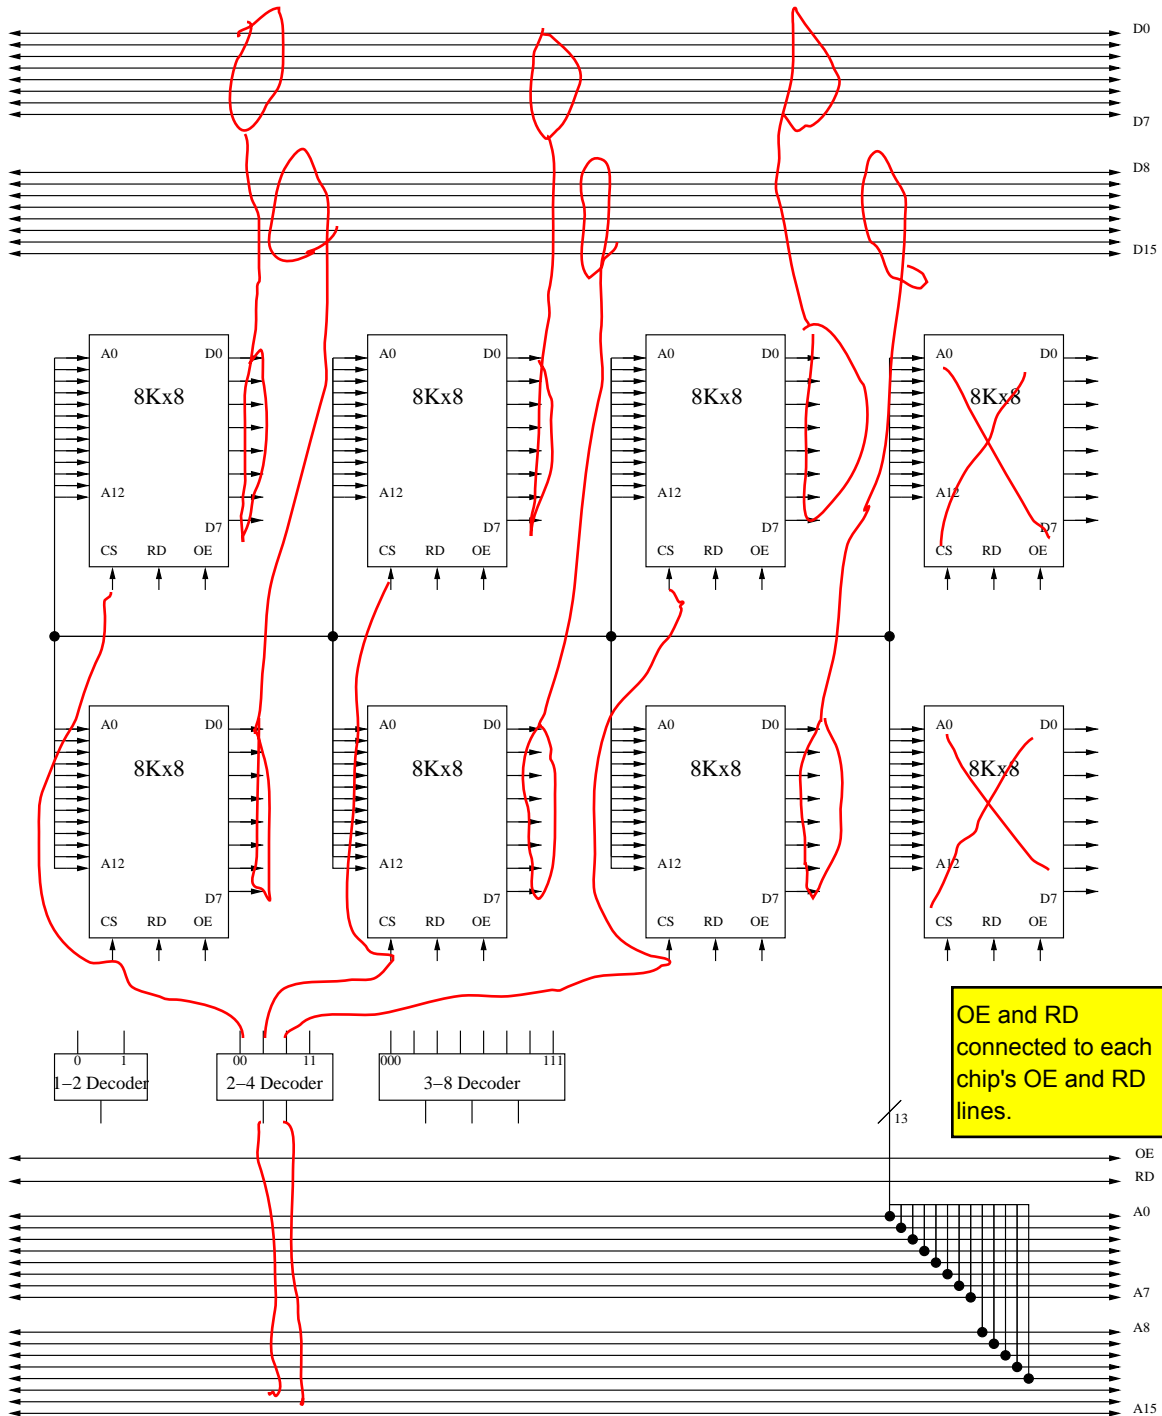 D0
D7
D8
D15
A0 D0
8Kx8
A12
D7
CS RD OE
A0 D0
8Kx8
A12
D7
CS RD OE
A0 D0
8Kx8
A12
D7
CS RD OE
A0 D0
8Kx8
A12
D7
CS RD OE
A0 D0
8Kx8
A12
D7
CS RD OE
A0 D0
8Kx8
A12
D7
CS RD OE
A0 D0
8Kx8
A12
D7
CS RD OE
A0 D0
8Kx8
A12
D7
CS RD OE
0 1
1–2 Decoder
00 11
2–4 Decoder
000 111
3–8 Decoder
OE and RD
connected to each
chip's OE and RD
lines.
13
OE
RD
A0
A7
A8
A15